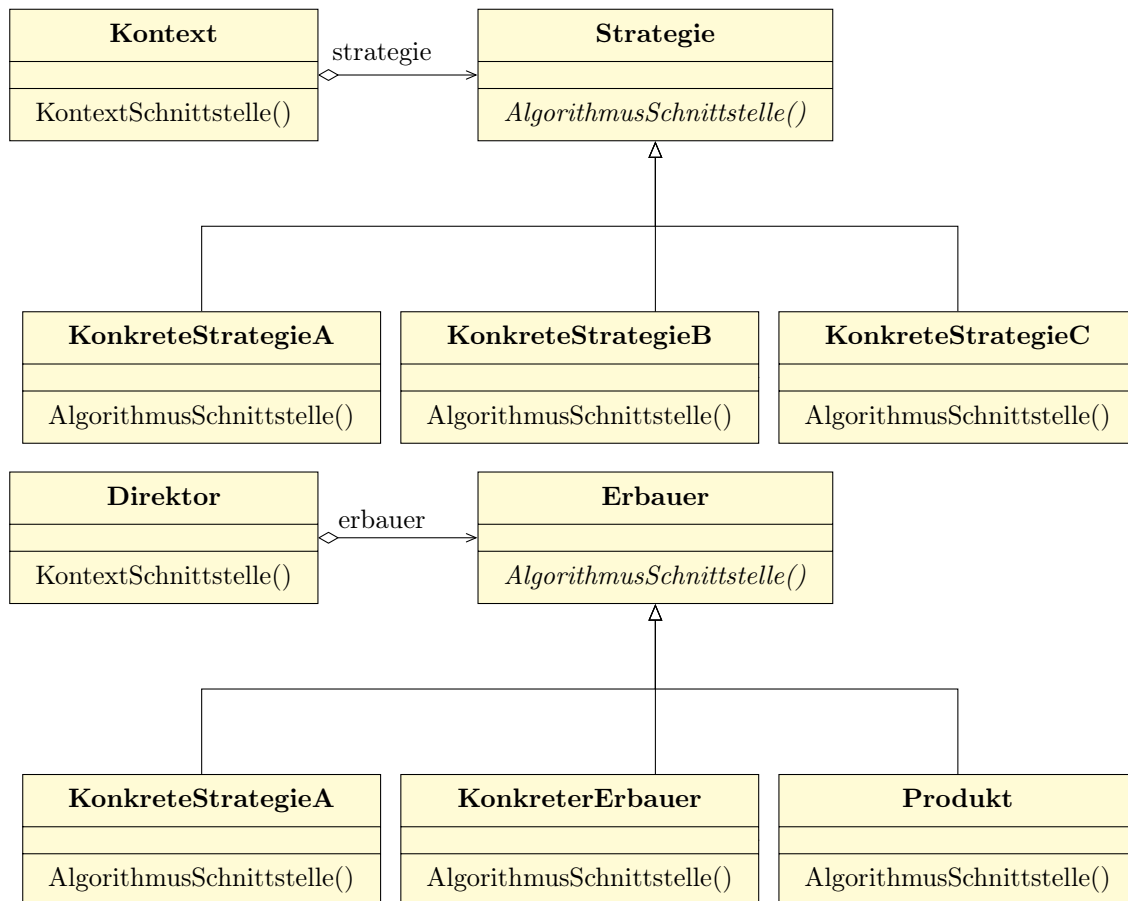 Kontext
KontextSchnittstelle()
strategie
Strategie
AlgorithmusSchnittstelle()
KonkreteStrategieA
AlgorithmusSchnittstelle()
KonkreteStrategieB
AlgorithmusSchnittstelle()
KonkreteStrategieC
AlgorithmusSchnittstelle()
Direktor
KontextSchnittstelle()
erbauer
Erbauer
AlgorithmusSchnittstelle()
KonkreteStrategieA
AlgorithmusSchnittstelle()
KonkreterErbauer
AlgorithmusSchnittstelle()
Produkt
AlgorithmusSchnittstelle()